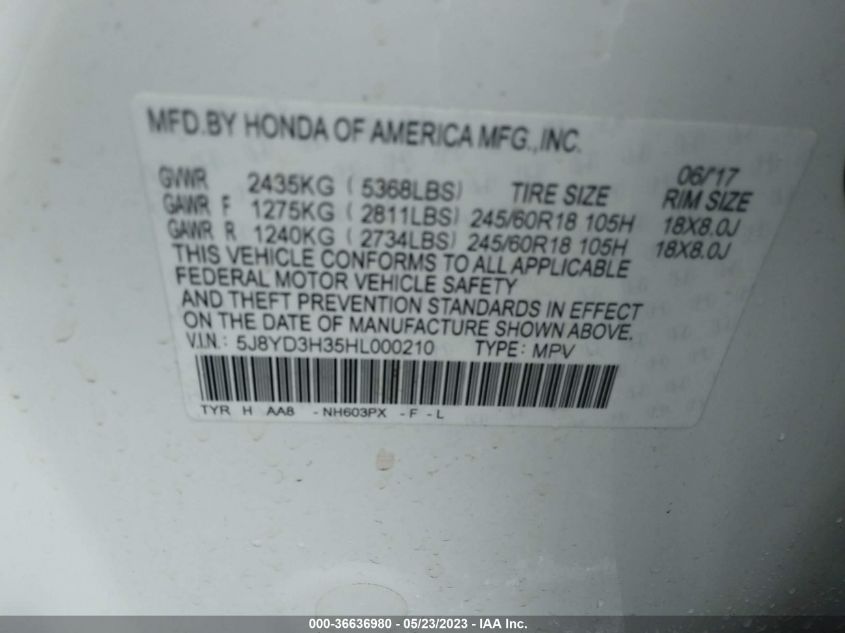 MFD.BY HONDA OF AMERICA MFG.,INC.
06/'17
GVWR 2435KG ( 5368LBS) TIRE SIZE RIM SIZE
GAWR F 1275KG ( 2811LBS) 245/60R18 105H 18X8.0J
GAWR R 1240KG ( 2734LBS) 245/60R18 105H 18X8.0J
THIS VEHICLE CONFORMS TO ALL APPLICABLE
FEDERAL MOTOR VEHICLE SAFETY
AND THEFT PREVENTION STANDARDS IN EFFECT
ON THE DATE OF MANUFACTURE SHOWN ABOVE.
V.I.N.: 5J8YD3H35HL000210 TYPE: MPV
TYR H AA8 - NH603PX - F - L
000-36636980 - 05/23/2023 - IAA Inc.